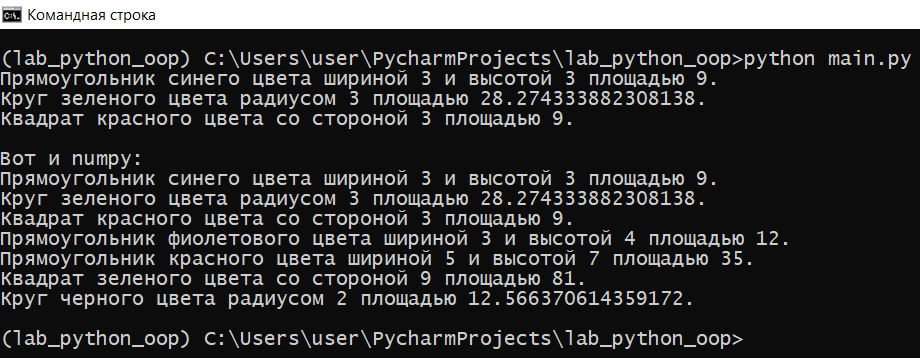 Командная строка
(lab_python_oop) C:\Users\user\PycharmProjects\lab_python_oop>python main.py
Прямоугольник синего цвета шириной 3 и высотой 3 площадью 9.
Круг зеленого цвета радиусом 3 площадью 28.274333882308138.
Квадрат красного цвета со стороной 3 площадью 9.
Вот и numpy:
Прямоугольник синего цвета шириной 3 и высотой 3 площадью 9.
Круг зеленого цвета радиусом 3 площадью 28.274333882308138.
Квадрат красного цвета со стороной 3 площадью 9.
Прямоугольник фиолетового цвета шириной 3 и высотой 4 площадью 12.
Прямоугольник красного цвета шириной 5 и высотой 7 площадью 35.
Квадрат зеленого цвета со стороной 9 площадью 81.
Круг черного цвета радиусом 2 площадью 12.566370614359172.
(lab_python_oop) C:\Users\user\PycharmProjects\lab_python_oop>